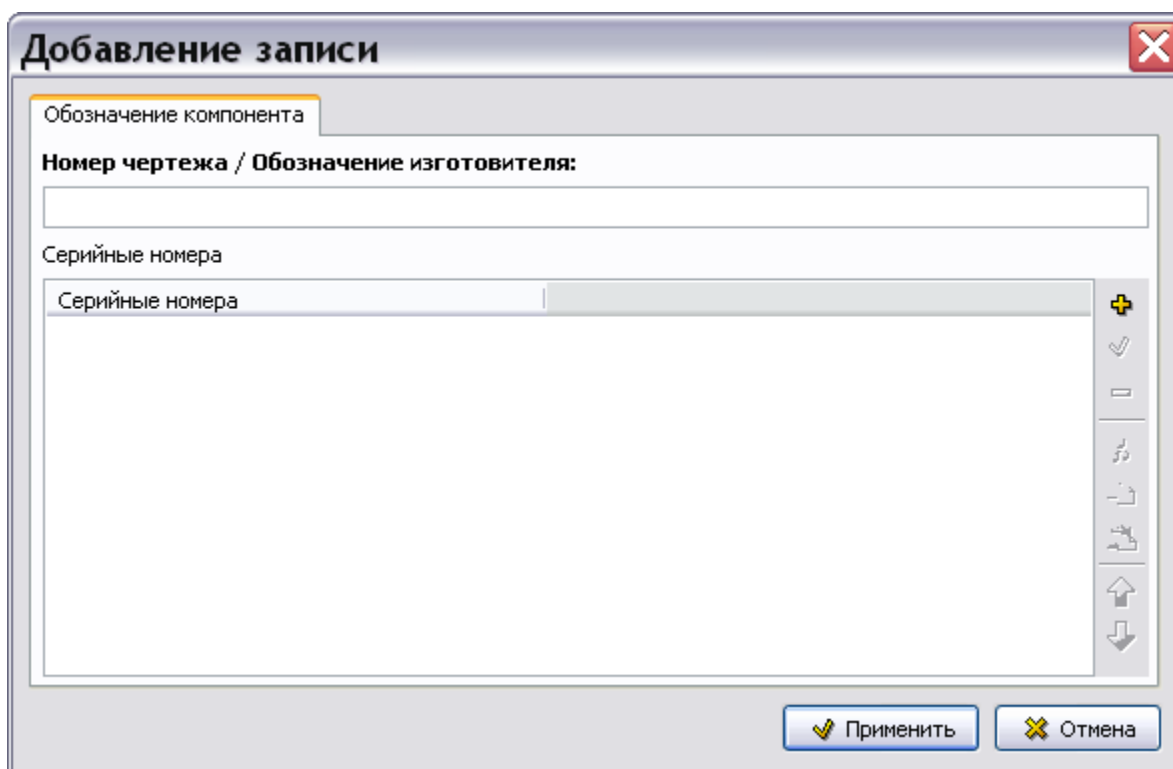 Добавление записи
Обозначение компонента
Номер чертежа / Обозначение изготовителя:
Серийные номера
Серийные номера
Применить
Отмена